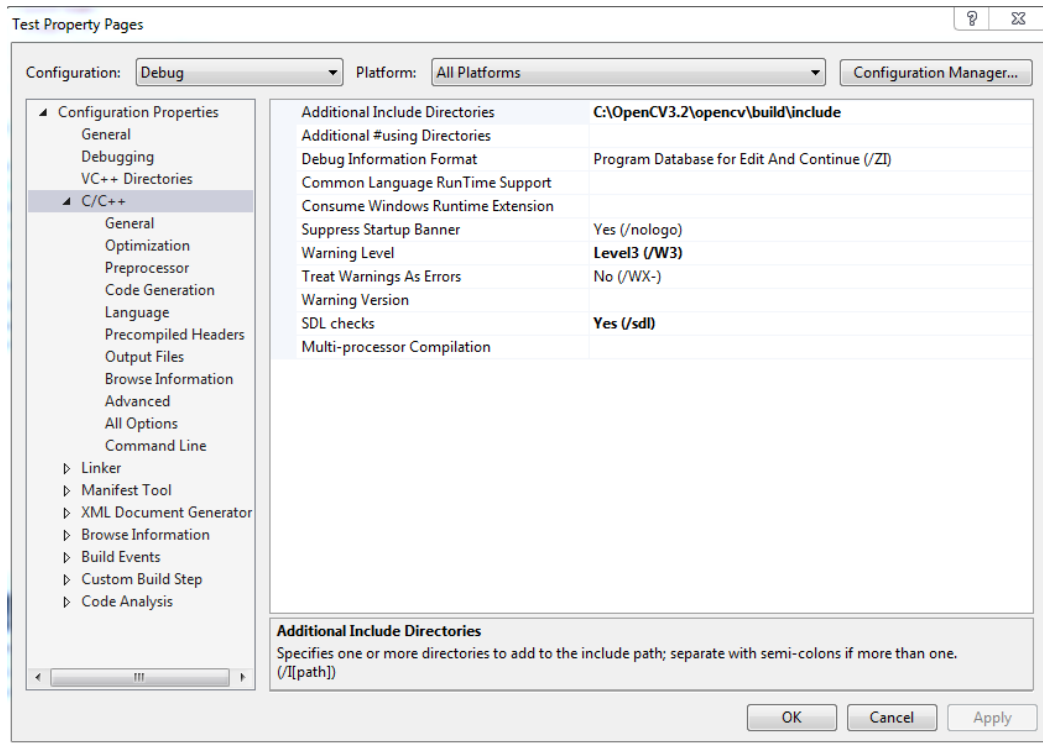 Test Property Pages
Configuration: Debug Platform: All Platforms Configuration Manager...
Configuration Properties
General
Debugging
VC++ Directories
C/C++
General
Optimization
Preprocessor
Code Generation
Language
Precompiled Headers
Output Files
Browse Information
Advanced
All Options
Command Line
Linker
Manifest Tool
XML Document Generator
Browse Information
Build Events
Custom Build Step
Code Analysis
Additional Include Directories C:\OpenCV3.2\opencv\build\include
Additional #using Directories
Debug Information Format Program Database for Edit And Continue (/ZI)
Common Language RunTime Support
Consume Windows Runtime Extension
Suppress Startup Banner Yes (/nologo)
Warning Level Level3 (/W3)
Treat Warnings As Errors No (/WX-)
Warning Version
SDL checks Yes (/sdl)
Multi-processor Compilation
Additional Include Directories
Specifies one or more directories to add to the include path; separate with semi-colons if more than one.
(/I[path])
OK Cancel Apply